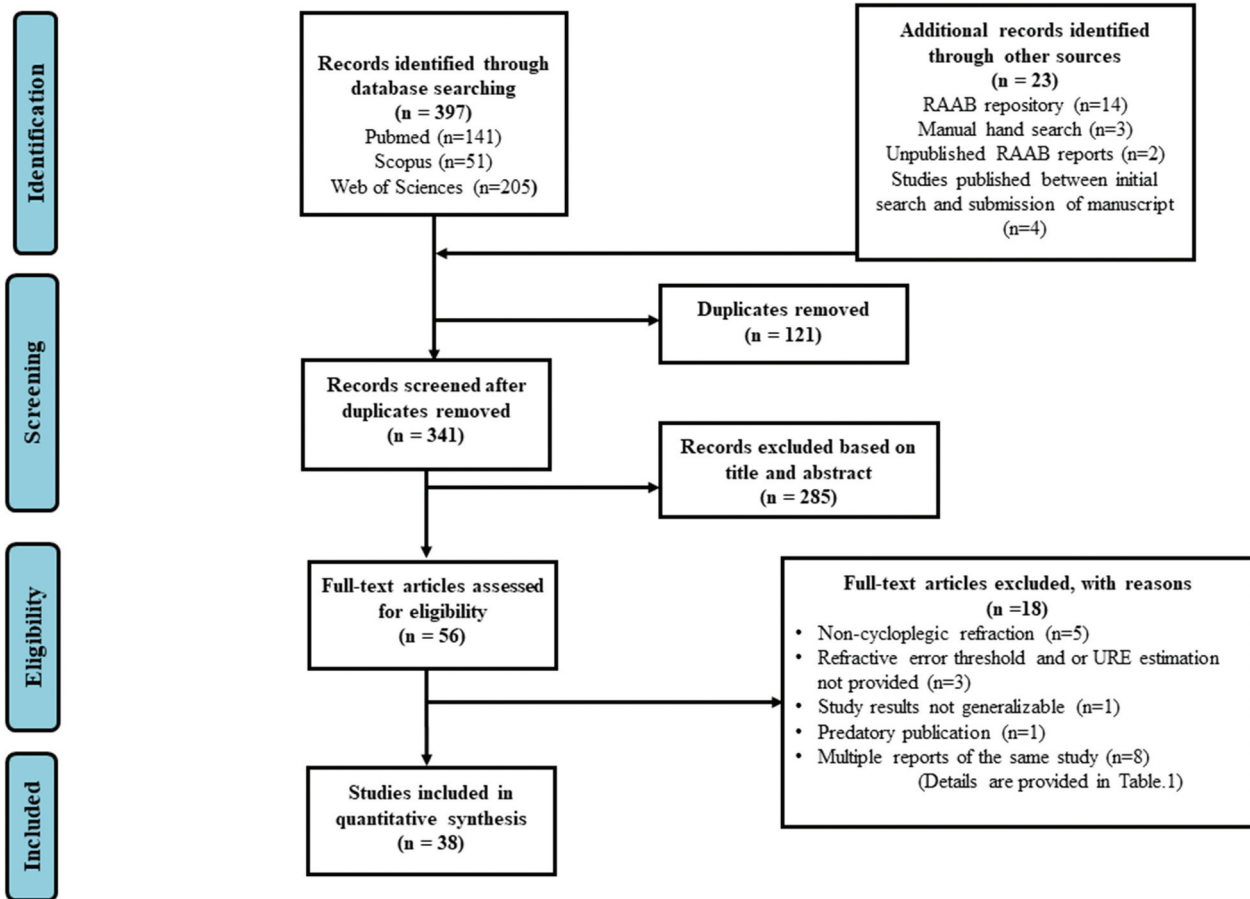 Identification
Records identified through
database searching
(n = 397)
Pubmed (n=141)
Scopus (n=51)
Web of Sciences (n=205)
Additional records identified
through other sources
(n = 23)
RAAB repository (n=14)
Manual hand search (n=3)
Unpublished RAAB reports (n=2)
Studies published between initial
search and submission of manuscript
(n=4)
Screening
Duplicates removed
(n = 121)
Records screened after
duplicates removed
(n = 341)
Records excluded based on
title and abstract
(n = 285)
Eligibility
Full-text articles assessed
for eligibility
(n = 56)
Full-text articles excluded, with reasons
(n =18)
• Non-cycloplegic refraction (n=5)
• Refractive error threshold and or URE estimation
not provided (n=3)
• Study results not generalizable (n=1)
• Predatory publication (n=1)
• Multiple reports of the same study (n=8)
(Details are provided in Table.1)
Included
Studies included in
quantitative synthesis
(n = 38)